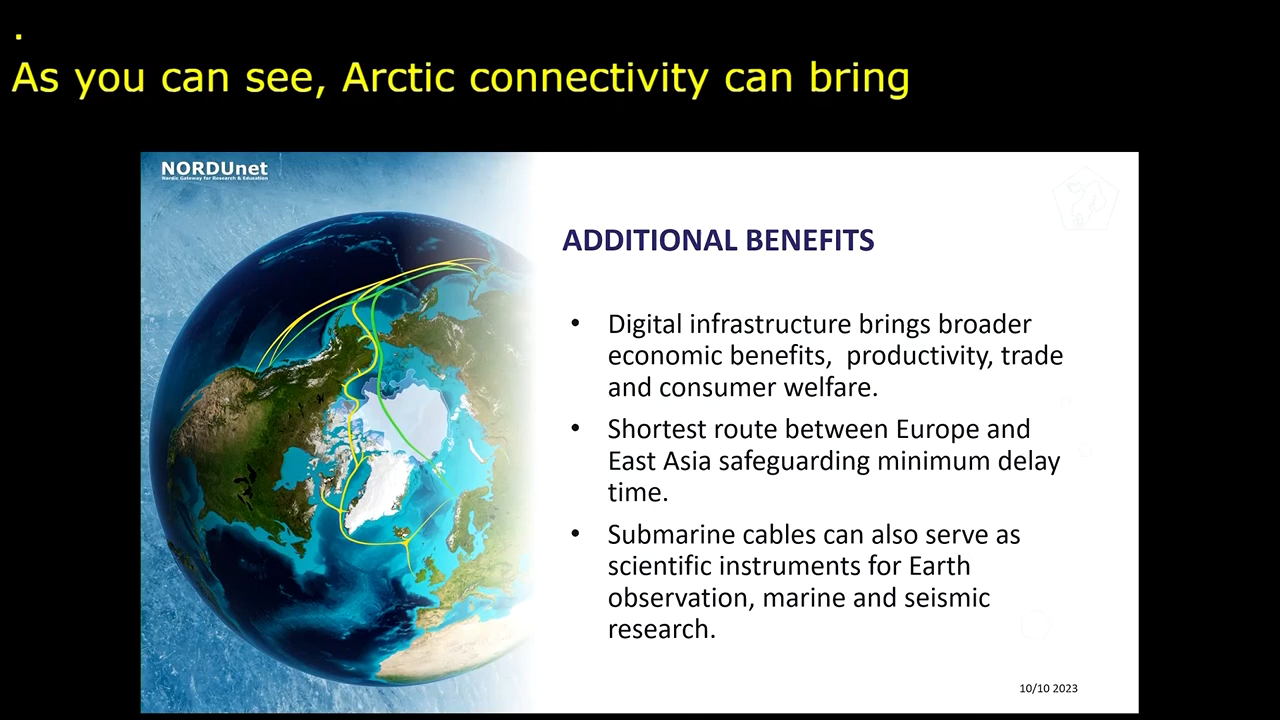 .
As you can see, Arctic connectivity can bring
NORDUnet
Nordic Gateway for Research & Education
ADDITIONAL BENEFITS
• Digital infrastructure brings broader
economic benefits,  productivity, trade
and consumer welfare.
• Shortest route between Europe and
East Asia safeguarding minimum delay
time.
• Submarine cables can also serve as
scientific instruments for Earth
observation, marine and seismic
research.
10/10 2023